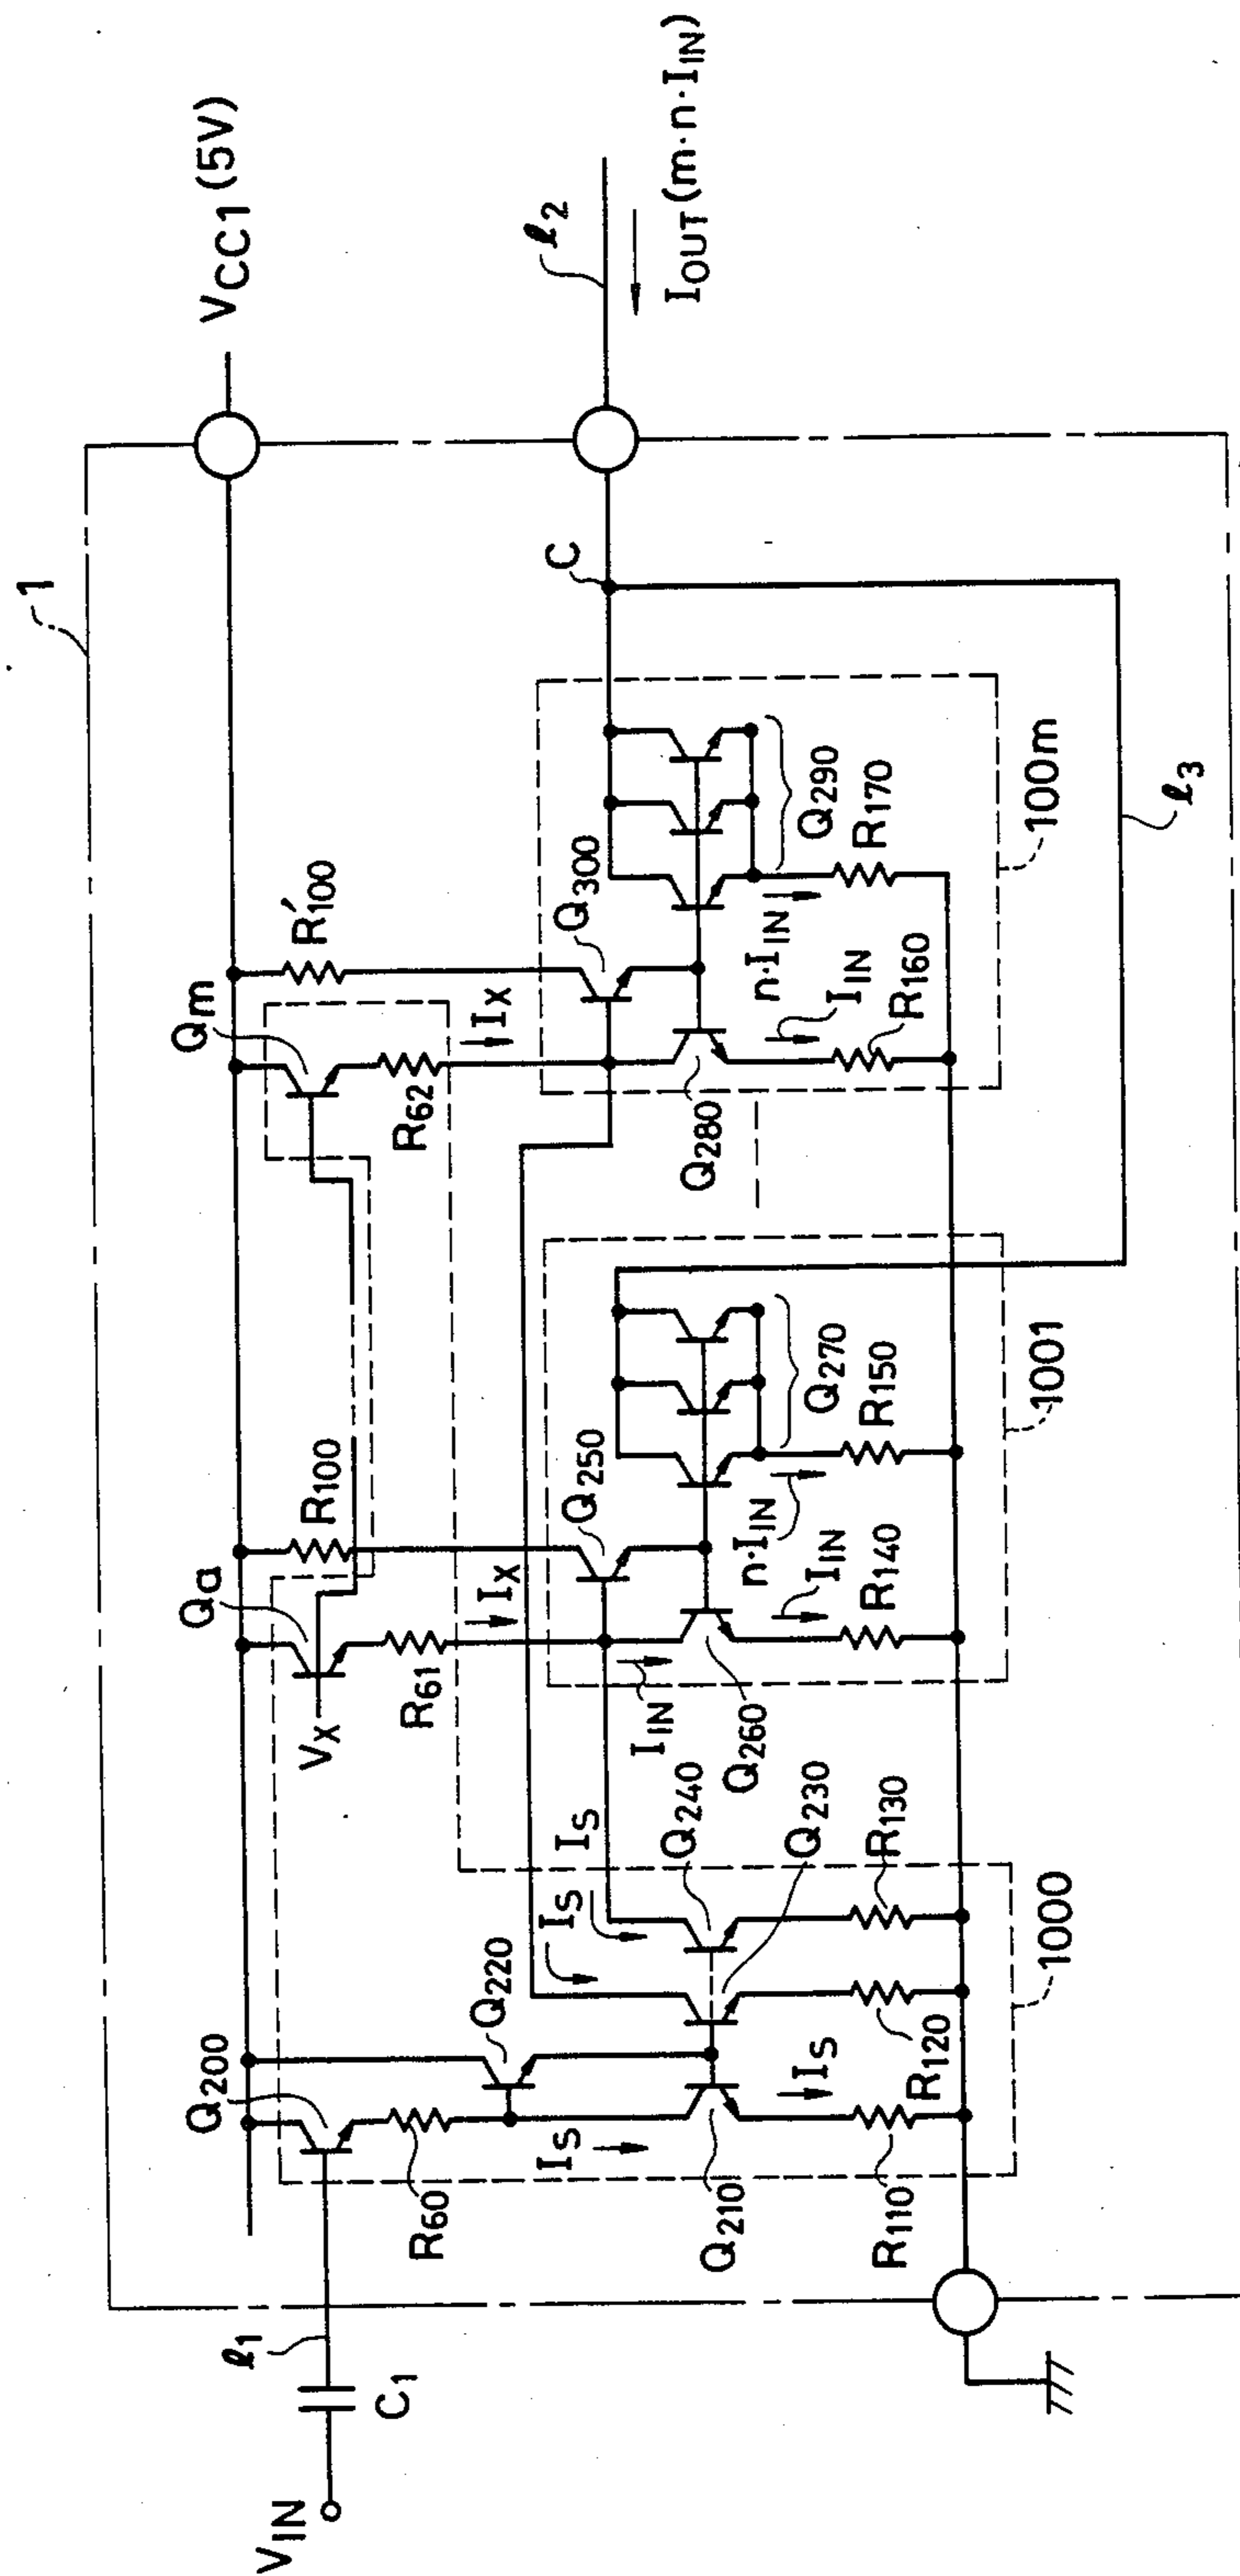 1
VCC1 (5V)
ℓ2
IOUT (m·n·IIN)
C
Qm
R'100
R62
IX
Q300
Q290
Q280
n·IIN
IIN
R170
R160
100m
ℓ3
Qa
R100
VX
R61
IX
Q250
IIN
Q270
Q260
n·IIN
IIN
R150
R140
1001
Q200
Q220
IS
IS
R60
IS
Q240
Q230
Q210
IS
R130
R120
R110
1000
ℓ1
C1
VIN